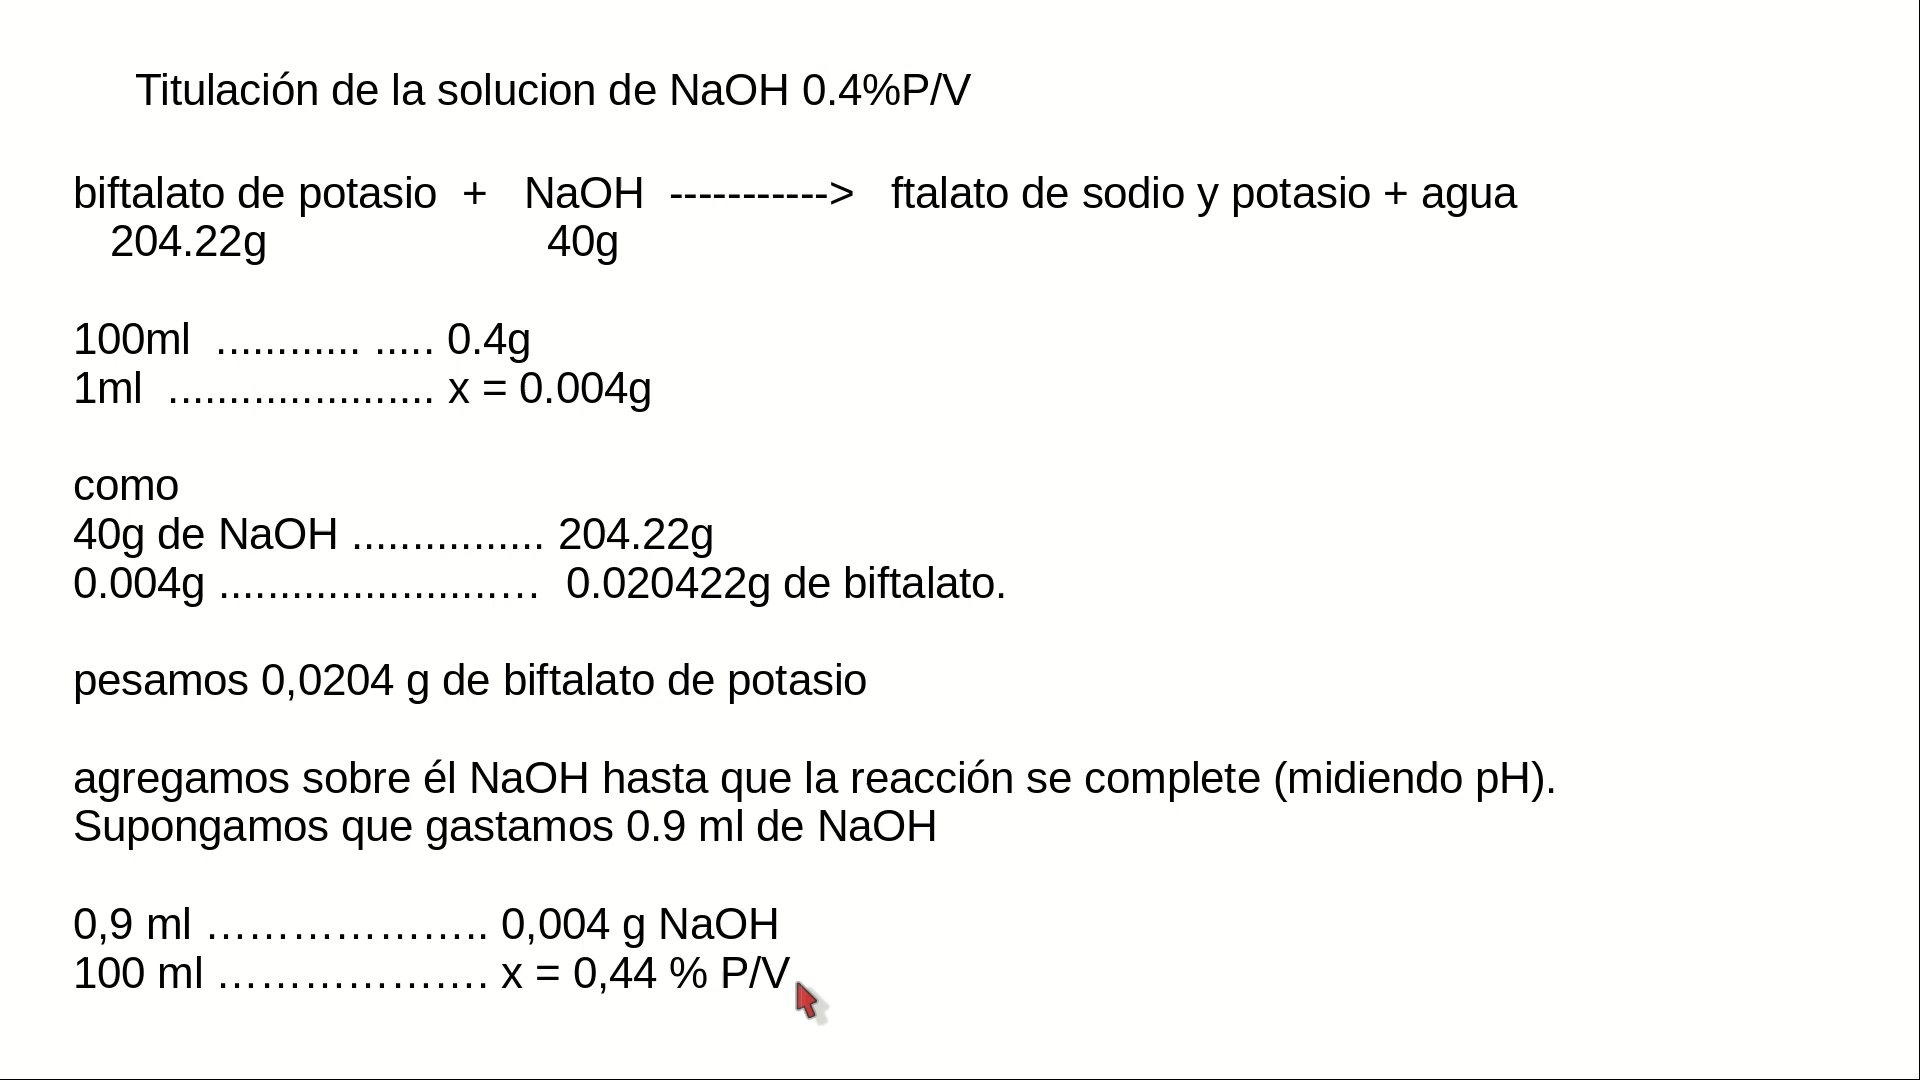 Titulación de la solucion de NaOH 0.4%P/V
biftalato de potasio + NaOH -----------> ftalato de sodio y potasio + agua
204.22g 40g
100ml ............ ..... 0.4g
1ml ...................... x = 0.004g
como
40g de NaOH ................ 204.22g
0.004g .......................… 0.020422g de biftalato.
pesamos 0,0204 g de biftalato de potasio
agregamos sobre él NaOH hasta que la reacción se complete (midiendo pH).
Supongamos que gastamos 0.9 ml de NaOH
0,9 ml ……………….. 0,004 g NaOH
100 ml ………………. x = 0,44 % P/V